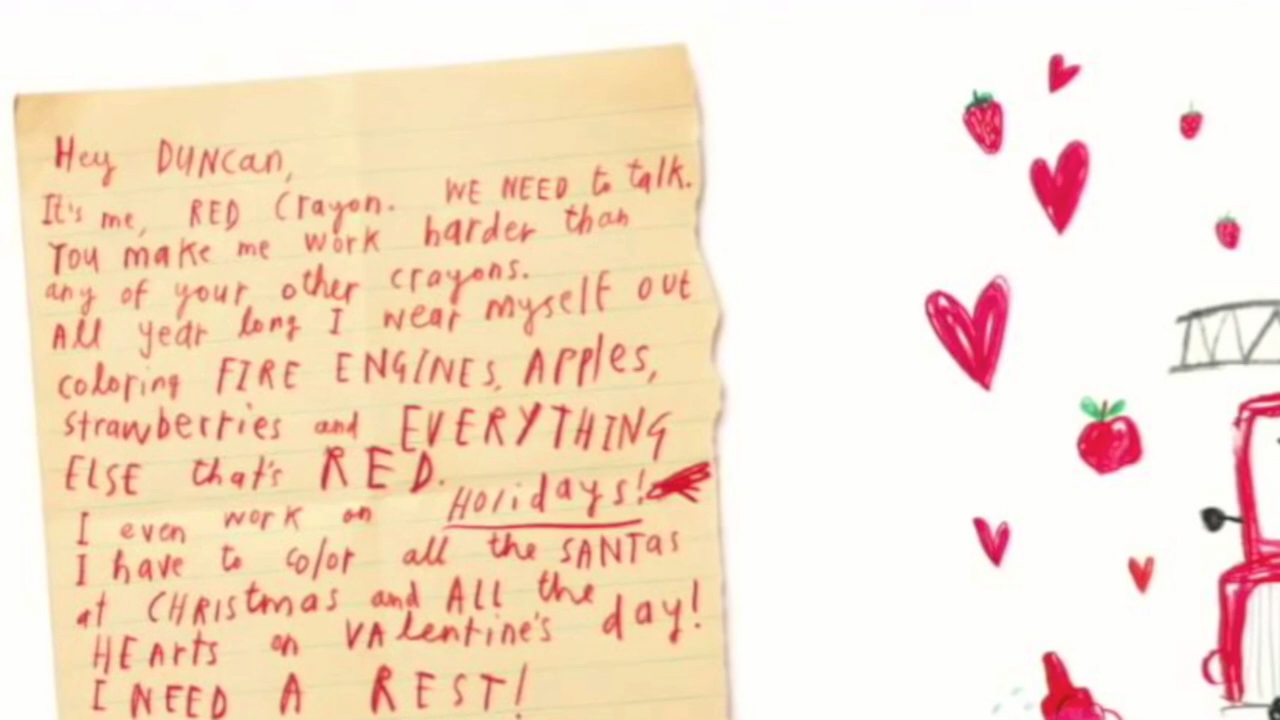 Hey DUNCan,
It's me, RED Crayon. WE NEED to talk.
You make me work harder than
any of your other crayons.
All year long I wear myself out
coloring FIRE ENGINES, APPles,
Strawberries and EVERYTHING
ELSE that's RED.
I even work on Holidays!
I have to color all the SANTas
at CHRIStmas and ALL the
HEArts on VAlentine's day!
I NEED A REST!